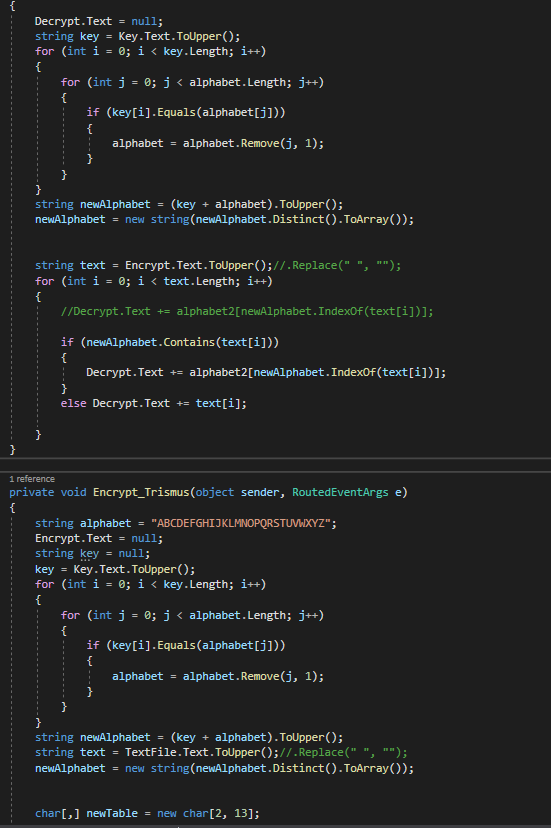 {
Decrypt.Text = null;
string key = Key.Text.ToUpper();
for (int i = 0; i < key.Length; i++)
{
for (int j = 0; j < alphabet.Length; j++)
{
if (key[i].Equals(alphabet[j]))
{
alphabet = alphabet.Remove(j, 1);
}
}
}
string newAlphabet = (key + alphabet).ToUpper();
newAlphabet = new string(newAlphabet.Distinct().ToArray());
string text = Encrypt.Text.ToUpper();//.Replace(" ", "");
for (int i = 0; i < text.Length; i++)
{
//Decrypt.Text += alphabet2[newAlphabet.IndexOf(text[i])];
if (newAlphabet.Contains(text[i]))
{
Decrypt.Text += alphabet2[newAlphabet.IndexOf(text[i])];
}
else Decrypt.Text += text[i];
}
}
1 reference
private void Encrypt_Trismus(object sender, RoutedEventArgs e)
{
string alphabet = "ABCDEFGHIJKLMNOPQRSTUVWXYZ";
Encrypt.Text = null;
string key = null;
key = Key.Text.ToUpper();
for (int i = 0; i < key.Length; i++)
{
for (int j = 0; j < alphabet.Length; j++)
{
if (key[i].Equals(alphabet[j]))
{
alphabet = alphabet.Remove(j, 1);
}
}
}
string newAlphabet = (key + alphabet).ToUpper();
string text = TextFile.Text.ToUpper();//.Replace(" ", "");
newAlphabet = new string(newAlphabet.Distinct().ToArray());
char[,] newTable = new char[2, 13];